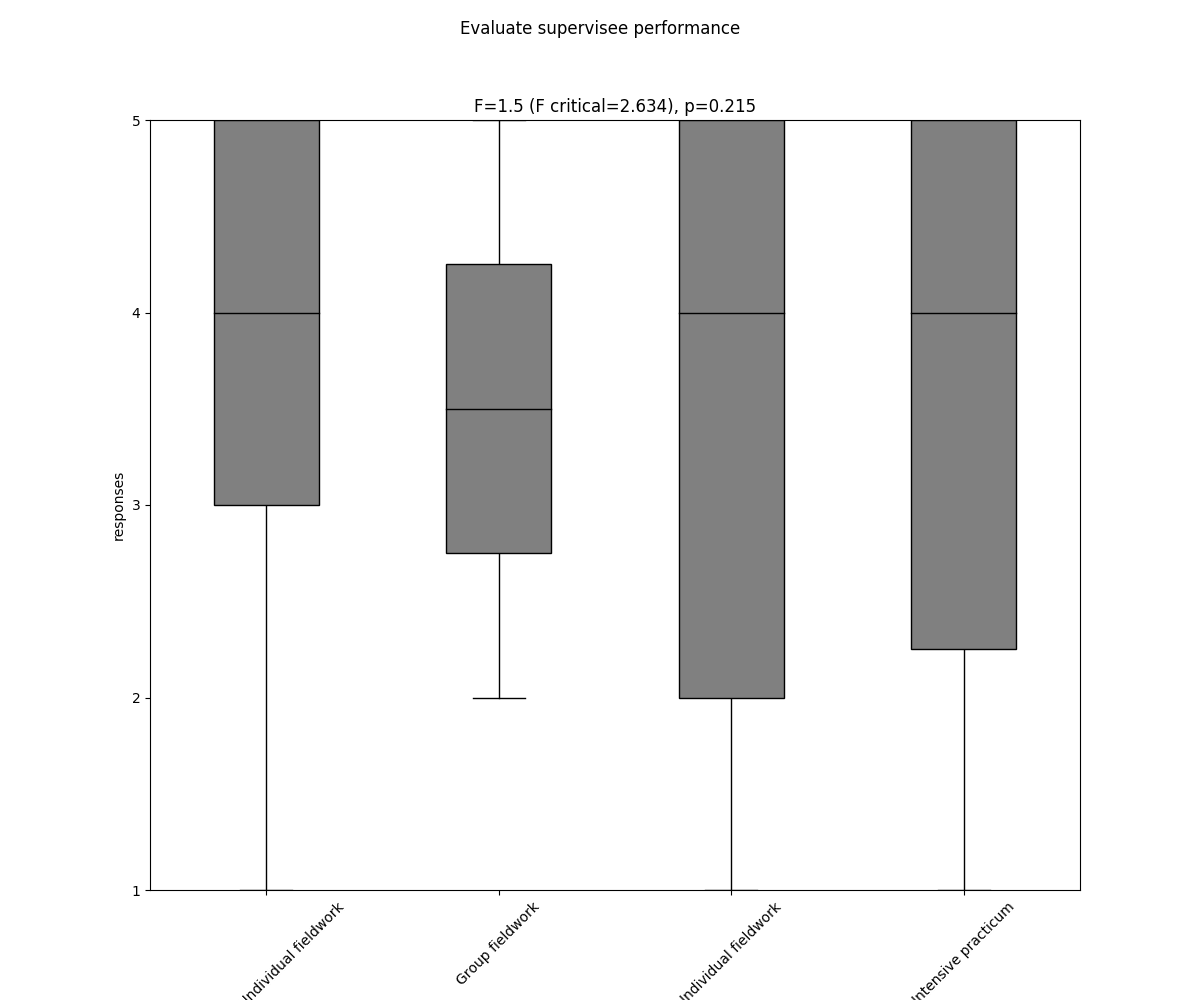 Evaluate supervisee performance
F=1.5 (F critical=2.634), p=0.215
5
4
3
2
1
responses
Individual fieldwork
Group fieldwork
Individual fieldwork
Intensive practicum